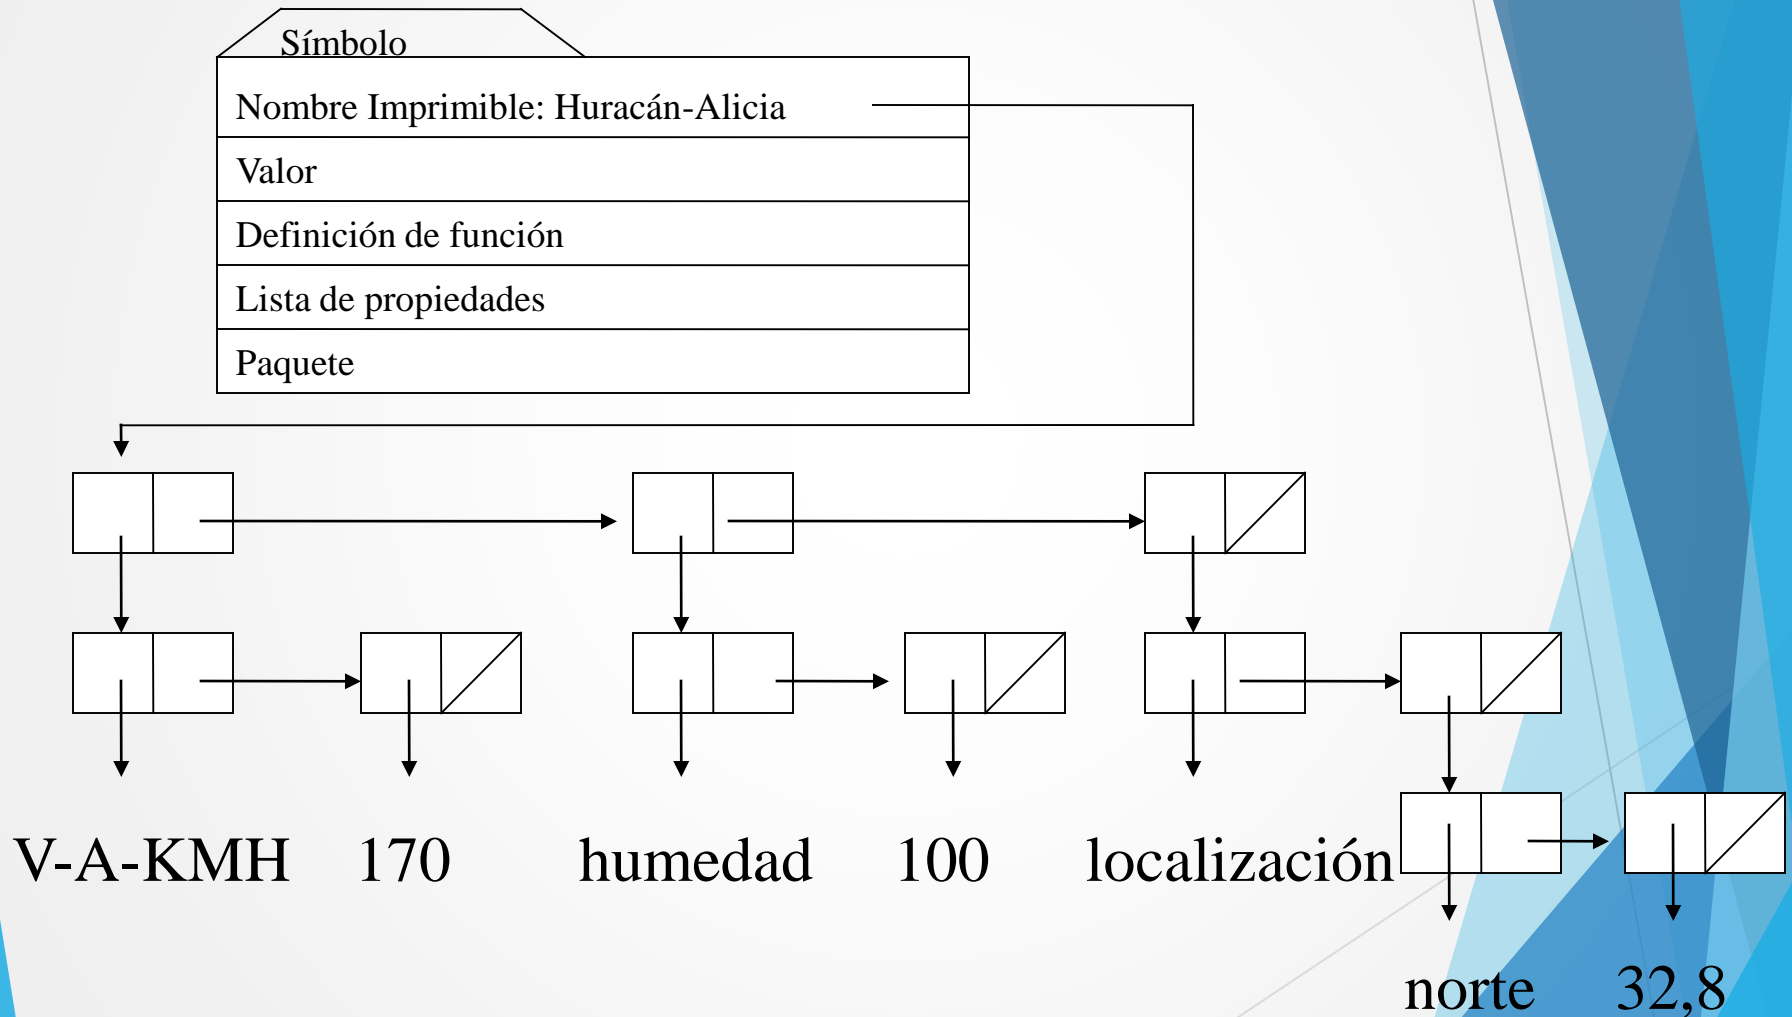 Símbolo
Nombre Imprimible: Huracán-Alicia
Valor
Definición de función
Lista de propiedades
Paquete
V-A-KMH 170 humedad 100 localización
norte 32,8